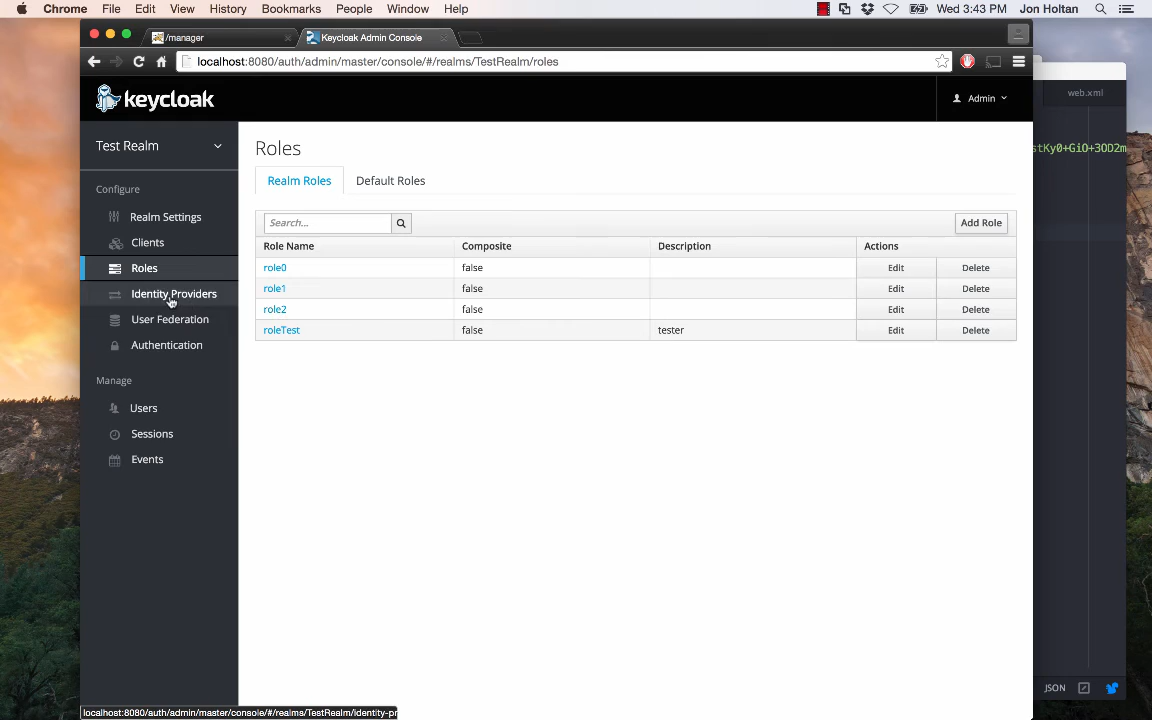 Chrome File Edit View History Bookmarks People Window Help Wed 3:43 PM Jon Holtan
/manager Keycloak Admin Console
localhost:8080/auth/admin/master/console/#/realms/TestRealm/roles
web.xml
keycloak Admin
Test Realm
Configure
Realm Settings
Clients
Roles
Identity Providers
User Federation
Authentication
Manage
Users
Sessions
Events
Roles
Realm Roles Default Roles
Search... Add Role
Role Name Composite Description Actions
role0 false Edit Delete
role1 false Edit Delete
role2 false Edit Delete
roleTest false tester Edit Delete
stKy0+GiO+3OD2m
JSON
localhost:8080/auth/admin/master/console/#/realms/TestRealm/identity-pr